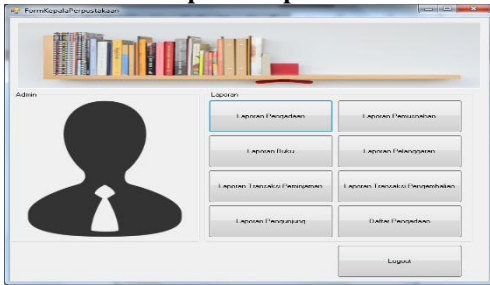 FormKepalaPerpustakaan
Admin
Laporan
Laporan Pengadaan
Laporan Pemusnahan
Laporan Buku
Laporan Pelanggaran
Laporan Transaksi Peminjaman
Laporan Transaksi Pengembalian
Laporan Pengunjung
Daftar Pengadaan
Logout